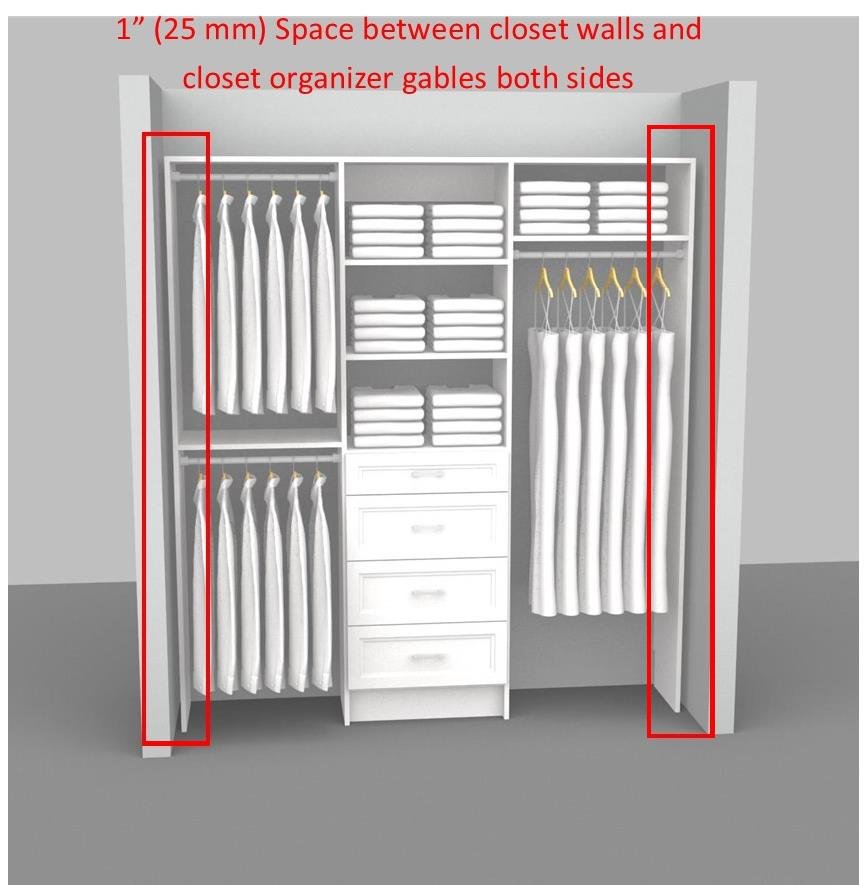 1” (25 mm) Space between closet walls and
closet organizer gables both sides